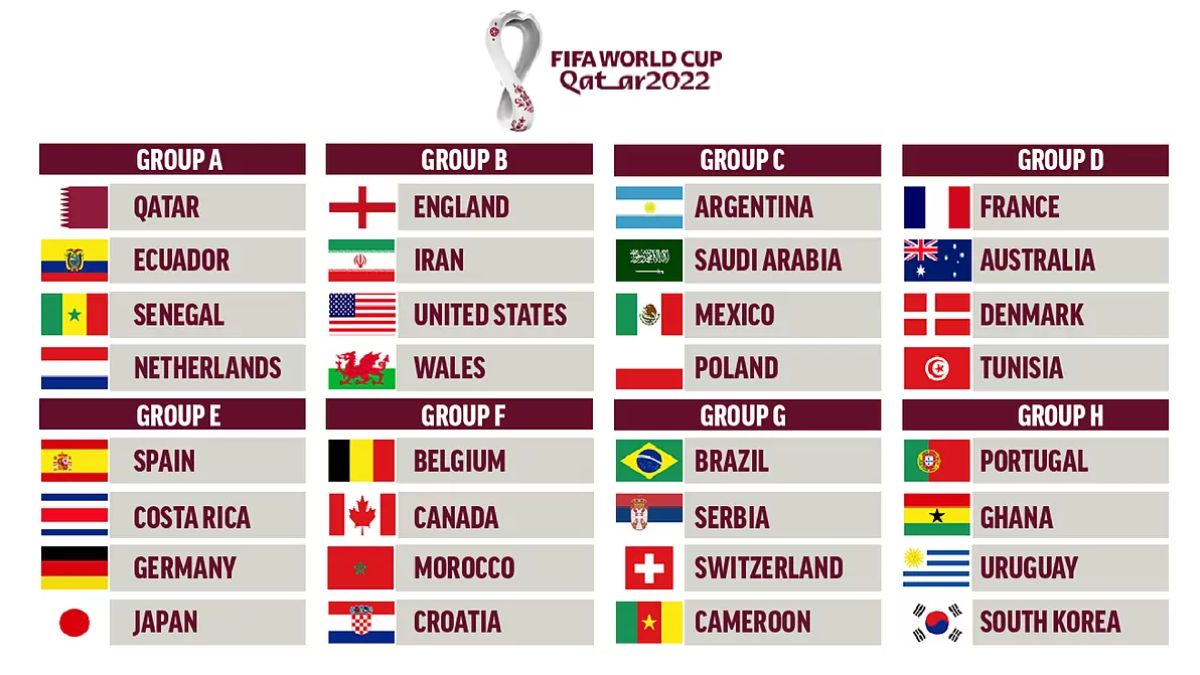 FIFA WORLD CUP
Qatar2022
GROUP A
QATAR
ECUADOR
SENEGAL
NETHERLANDS
GROUP B
ENGLAND
IRAN
UNITED STATES
WALES
GROUP C
ARGENTINA
SAUDI ARABIA
MEXICO
POLAND
GROUP D
FRANCE
AUSTRALIA
DENMARK
TUNISIA
GROUP E
SPAIN
COSTA RICA
GERMANY
JAPAN
GROUP F
BELGIUM
CANADA
MOROCCO
CROATIA
GROUP G
BRAZIL
SERBIA
SWITZERLAND
CAMEROON
GROUP H
PORTUGAL
GHANA
URUGUAY
SOUTH KOREA